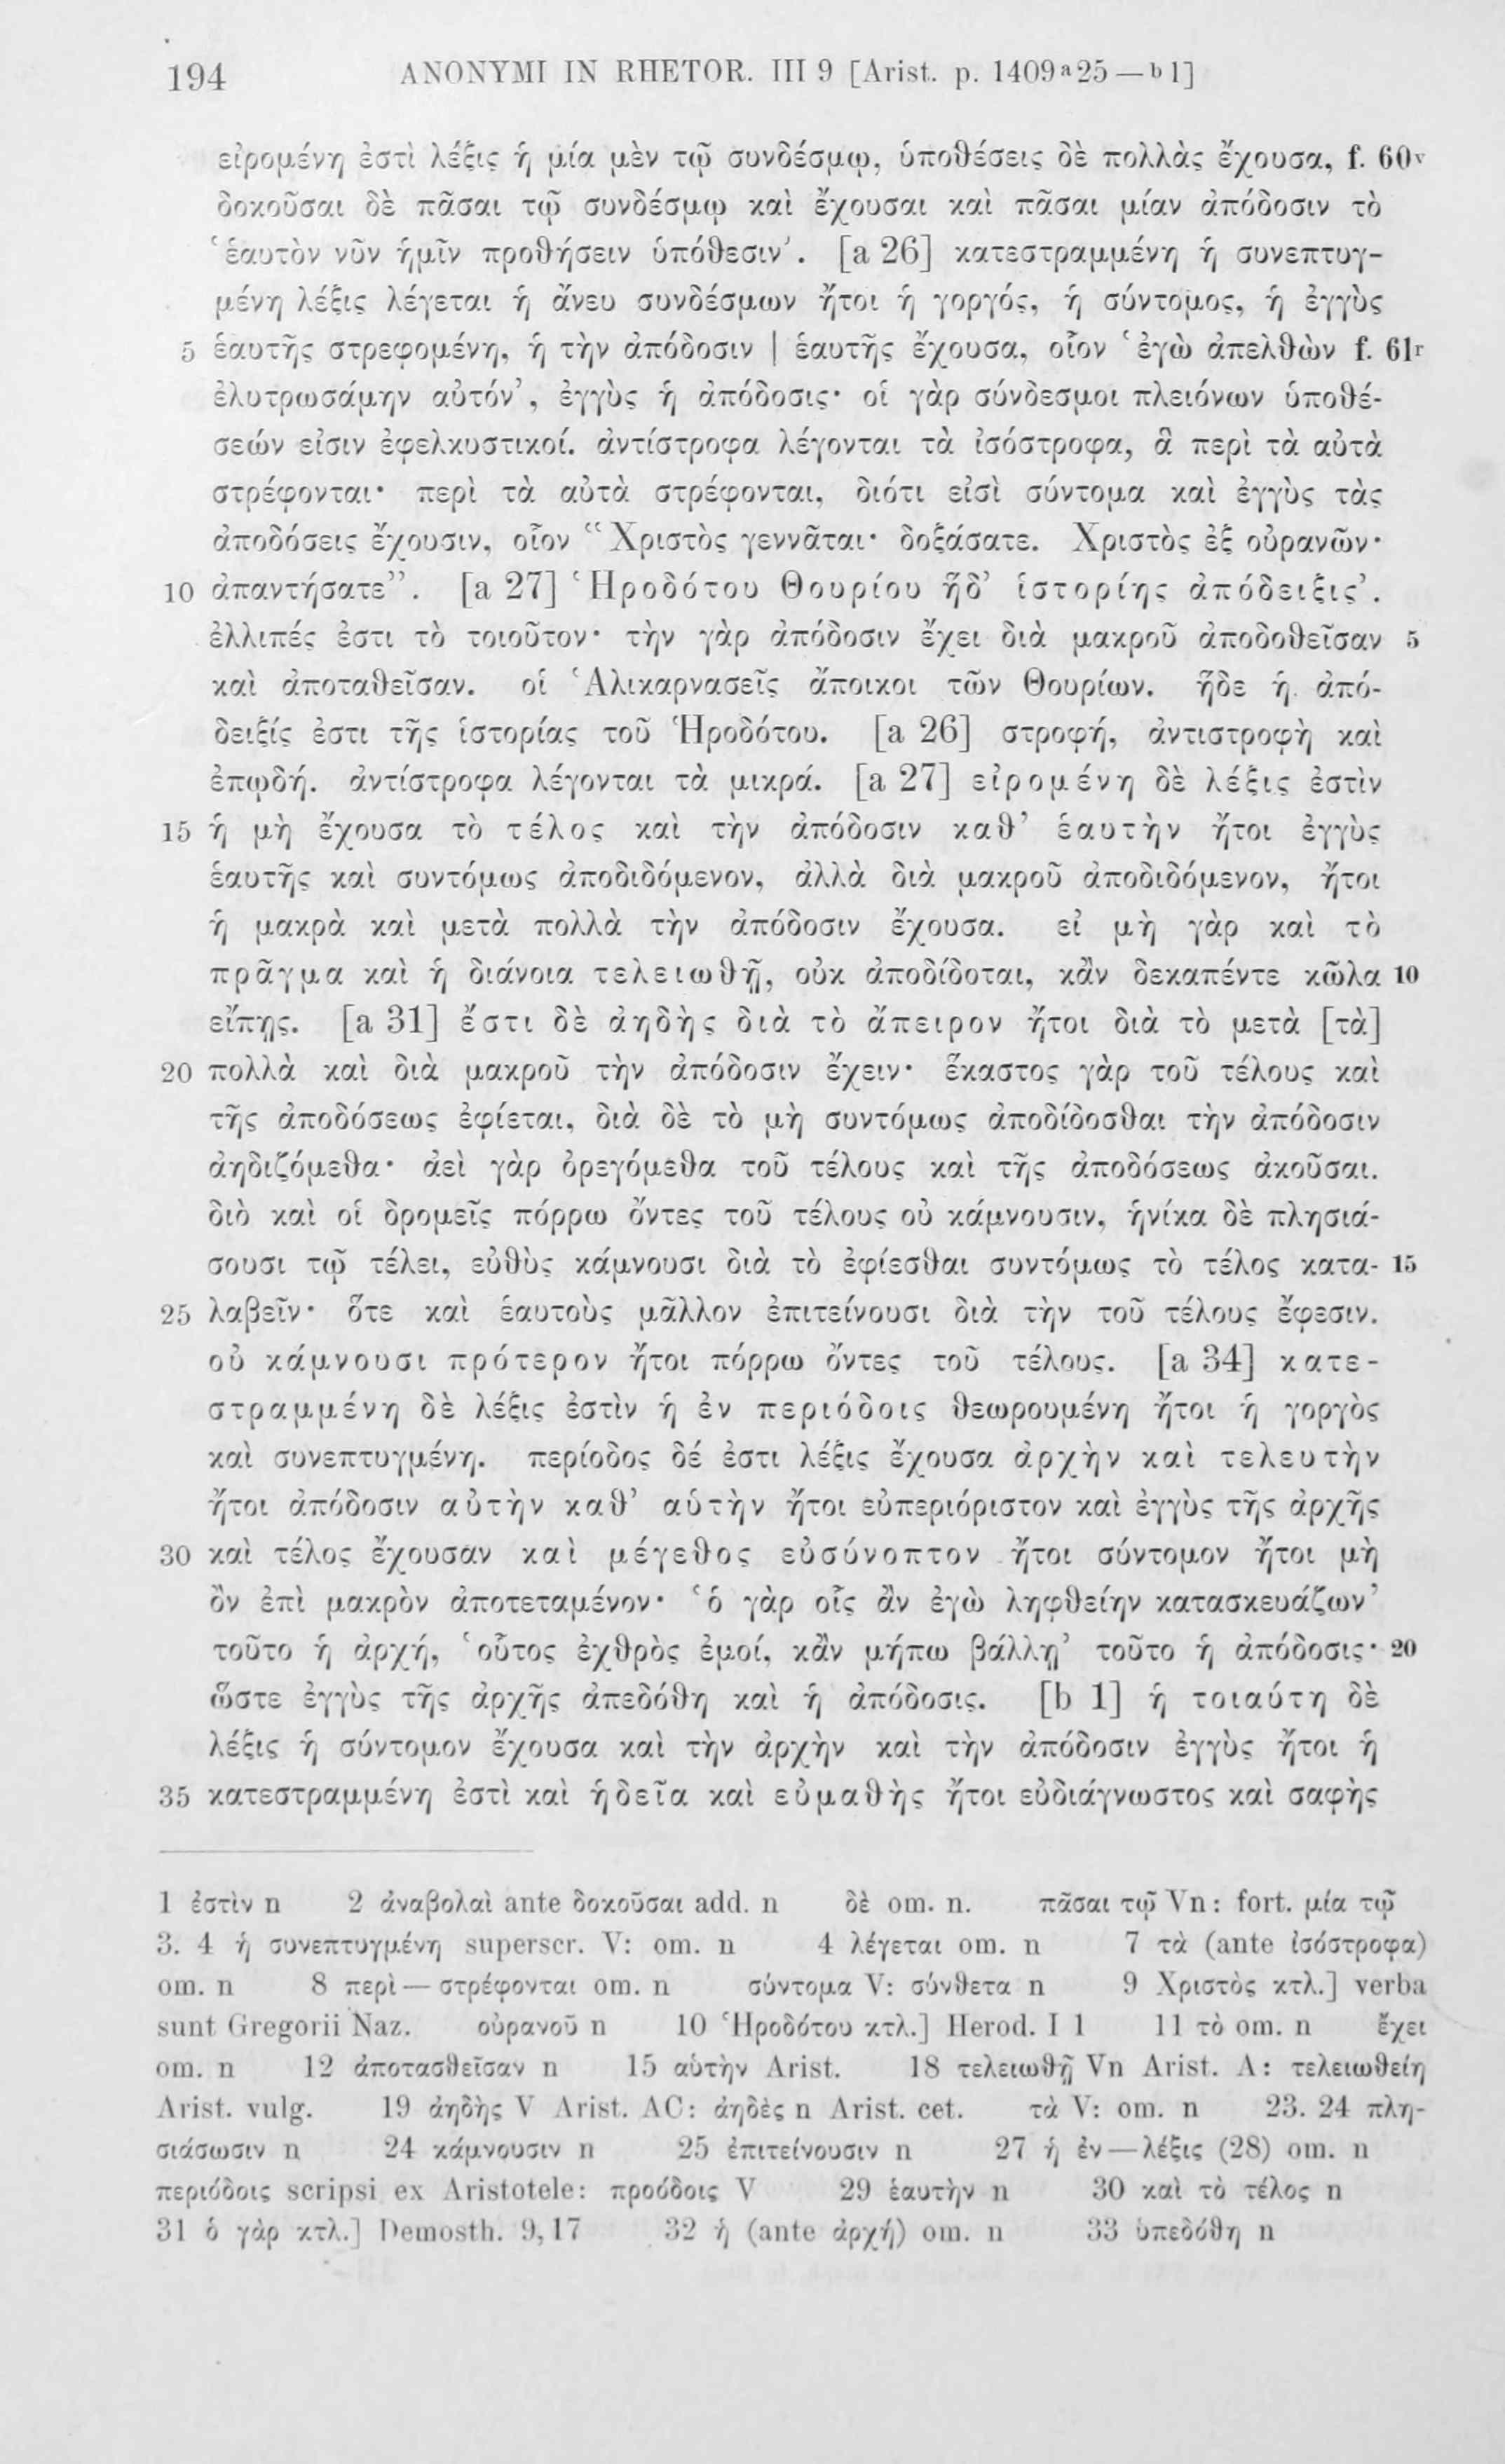 194 ANONYMI IN RHETOR. III 9 [Arist. p. 1409ᵃ25 — ᵇ1]
εἰρομένη ἐστὶ λέξις ἡ μία μὲν τῷ συνδέσμῳ, ὑποθέσεις δὲ πολλὰς ἔχουσα, f. 60v
δοκοῦσαι δὲ πᾶσαι τῷ συνδέσμῳ καὶ ἔχουσαι καὶ πᾶσαι μίαν ἀπόδοσιν τὸ
‘ἑαυτὸν νῦν ἡμῖν προθήσειν ὑπόθεσιν’. [a 26] κατεστραμμένη ἡ συνεπτυγ-
μένη λέξις λέγεται ἡ ἄνευ συνδέσμων ἤτοι ἡ γοργός, ἡ σύντομος, ἡ ἐγγὺς
5 ἑαυτῆς στρεφομένη, ἡ τὴν ἀπόδοσιν | ἑαυτῆς ἔχουσα, οἷον ‘ἐγὼ ἀπελθὼν f. 61r
ἐλυτρωσάμην αὐτόν’, ἐγγὺς ἡ ἀπόδοσις· οἱ γὰρ σύνδεσμοι πλειόνων ὑποθέ-
σεών εἰσιν ἐφελκυστικοί. ἀντίστροφα λέγονται τὰ ἰσόστροφα, ἃ περὶ τὰ αὐτὰ
στρέφονται· περὶ τὰ αὐτὰ στρέφονται, διότι εἰσὶ σύντομα καὶ ἐγγὺς τὰς
ἀποδόσεις ἔχουσιν, οἷον “Χριστὸς γεννᾶται· δοξάσατε. Χριστὸς ἐξ οὐρανῶν·
10 ἀπαντήσατε”. [a 27] ‘Ηροδότου Θουρίου ἥδ’ ἱστορίης ἀπόδειξις’.
ἐλλιπές ἐστι τὸ τοιοῦτον· τὴν γὰρ ἀπόδοσιν ἔχει διὰ μακροῦ ἀποδοθεῖσαν 5
καὶ ἀποταθεῖσαν. οἱ Ἁλικαρνασεῖς ἄποικοι τῶν Θουρίων. ἥδε ἡ ἀπό-
δειξίς ἐστι τῆς ἱστορίας τοῦ Ἡροδότου. [a 26] στροφή, ἀντιστροφὴ καὶ
ἐπῳδή. ἀντίστροφα λέγονται τὰ μικρά. [a 27] εἰρομένη δὲ λέξις ἐστὶν
15 ἡ μὴ ἔχουσα τὸ τέλος καὶ τὴν ἀπόδοσιν καθ’ ἑαυτὴν ἤτοι ἐγγὺς
ἑαυτῆς καὶ συντόμως ἀποδιδόμενον, ἀλλὰ διὰ μακροῦ ἀποδιδόμενον, ἤτοι
ἡ μακρὰ καὶ μετὰ πολλὰ τὴν ἀπόδοσιν ἔχουσα. εἰ μὴ γὰρ καὶ τὸ
πρᾶγμα καὶ ἡ διάνοια τελειωθῇ, οὐκ ἀποδίδοται, κἂν δεκαπέντε κῶλα 10
εἴπῃς. [a 31] ἔστι δὲ ἀηδὴς διὰ τὸ ἄπειρον ἤτοι διὰ τὸ μετὰ [τὰ]
20 πολλὰ καὶ διὰ μακροῦ τὴν ἀπόδοσιν ἔχειν· ἕκαστος γὰρ τοῦ τέλους καὶ
τῆς ἀποδόσεως ἐφίεται, διὰ δὲ τὸ μὴ συντόμως ἀποδίδοσθαι τὴν ἀπόδοσιν
ἀηδιζόμεθα· ἀεὶ γὰρ ὀρεγόμεθα τοῦ τέλους καὶ τῆς ἀποδόσεως ἀκοῦσαι.
διὸ καὶ οἱ δρομεῖς πόρρω ὄντες τοῦ τέλους οὐ κάμνουσιν, ἡνίκα δὲ πλησιά-
σουσι τῷ τέλει, εὐθὺς κάμνουσι διὰ τὸ ἐφίεσθαι συντόμως τὸ τέλος κατα- 15
25 λαβεῖν· ὅτε καὶ ἑαυτοὺς μᾶλλον ἐπιτείνουσι διὰ τὴν τοῦ τέλους ἔφεσιν.
οὐ κάμνουσι πρότερον ἤτοι πόρρω ὄντες τοῦ τέλους. [a 34] κατε-
στραμμένη δὲ λέξις ἐστὶν ἡ ἐν περιόδοις θεωρουμένη ἤτοι ἡ γοργὸς
καὶ συνεπτυγμένη. περίοδος δέ ἐστι λέξις ἔχουσα ἀρχὴν καὶ τελευτὴν
ἤτοι ἀπόδοσιν αὐτὴν καθ’ αὑτὴν ἤτοι εὐπεριόριστον καὶ ἐγγὺς τῆς ἀρχῆς
30 καὶ τέλος ἔχουσαν καὶ μέγεθος εὐσύνοπτον ἤτοι σύντομον ἤτοι μὴ
ὂν ἐπὶ μακρὸν ἀποτεταμένον· ‘ὁ γὰρ οἷς ἂν ἐγὼ ληφθείην κατασκευάζων’
τοῦτο ἡ ἀρχή, ‘οὗτος ἐχθρὸς ἐμοί, κἂν μήπω βάλλῃ’ τοῦτο ἡ ἀπόδοσις· 20
ὥστε ἐγγὺς τῆς ἀρχῆς ἀπεδόθη καὶ ἡ ἀπόδοσις. [b 1] ἡ τοιαύτη δὲ
λέξις ἡ σύντομον ἔχουσα καὶ τὴν ἀρχὴν καὶ τὴν ἀπόδοσιν ἐγγὺς ἤτοι ἡ
35 κατεστραμμένη ἐστὶ καὶ ἡδεῖα καὶ εὐμαθὴς ἤτοι εὐδιάγνωστος καὶ σαφὴς
1 ἐστὶν n 2 ἀναβολαὶ ante δοκοῦσαι add. n δὲ om. n. πᾶσαι τῷ Vn: fort. μία τῷ
3. 4 ἡ συνεπτυγμένη superscr. V: om. n 4 λέγεται om. n 7 τὰ (ante ἰσόστροφα)
om. n 8 περὶ — στρέφονται om. n σύντομα V: σύνθετα n 9 Χριστὸς κτλ.] verba
sunt Gregorii Naz. οὐρανοῦ n 10 Ἡροδότου κτλ.] Herod. I 1 11 τὸ om. n ἔχει
om. n 12 ἀποτασθεῖσαν n 15 αὑτὴν Arist. 18 τελειωθῇ Vn Arist. A: τελειωθείη
Arist. vulg. 19 ἀηδὴς V Arist. AC: ἀηδὲς n Arist. cet. τὰ V: om. n 23. 24 πλη-
σιάσωσιν n 24 κάμνουσιν n 25 ἐπιτείνουσιν n 27 ἡ ἐν — λέξις (28) om. n
περιόδοις scripsi ex Aristotele: προόδοις V 29 ἑαυτὴν n 30 καὶ τὸ τέλος n
31 ὁ γὰρ κτλ.] Demosth. 9,17 32 ἡ (ante ἀρχή) om. n 33 ὑπεδόθη n